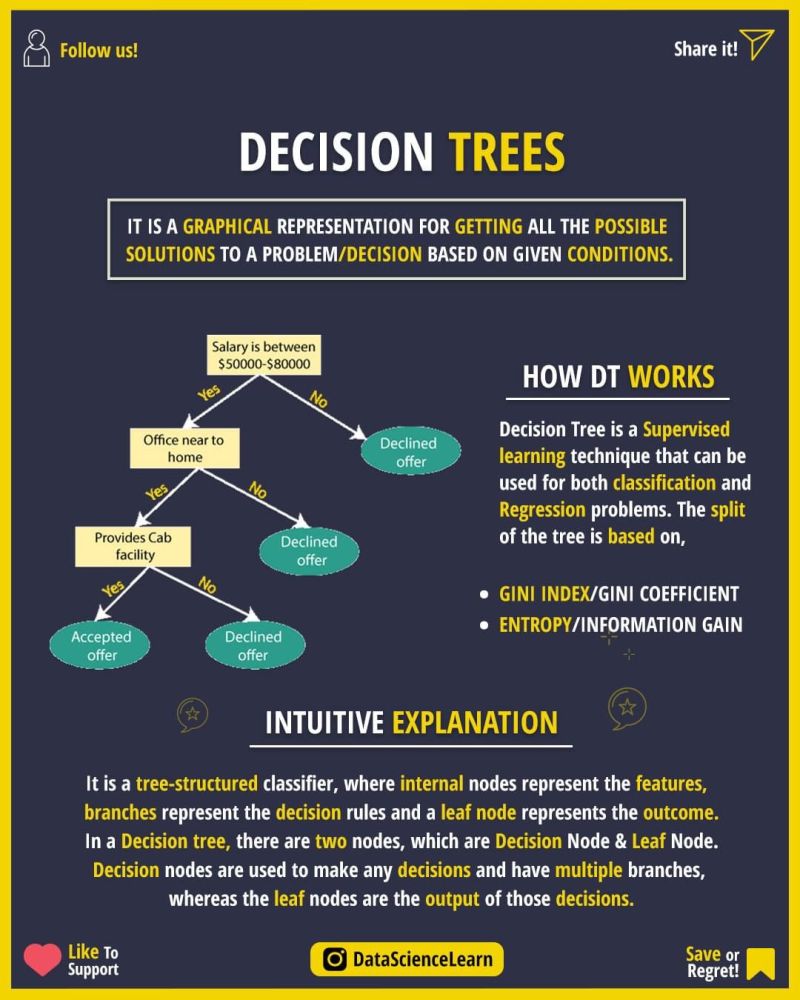 Follow us!
Share it!
DECISION TREES
IT IS A GRAPHICAL REPRESENTATION FOR GETTING ALL THE POSSIBLE
SOLUTIONS TO A PROBLEM/DECISION BASED ON GIVEN CONDITIONS.
Salary is between
$50000-$80000
Yes
No
Office near to
home
Declined
offer
Yes
No
Provides Cab
facility
Declined
offer
Yes
No
Accepted
offer
Declined
offer
HOW DT WORKS
Decision Tree is a Supervised
learning technique that can be
used for both classification and
Regression problems. The split
of the tree is based on,
• GINI INDEX/GINI COEFFICIENT
• ENTROPY/INFORMATION GAIN
INTUITIVE EXPLANATION
It is a tree-structured classifier, where internal nodes represent the features,
branches represent the decision rules and a leaf node represents the outcome.
In a Decision tree, there are two nodes, which are Decision Node & Leaf Node.
Decision nodes are used to make any decisions and have multiple branches,
whereas the leaf nodes are the output of those decisions.
Like To
Support
DataScienceLearn
Save or
Regret!